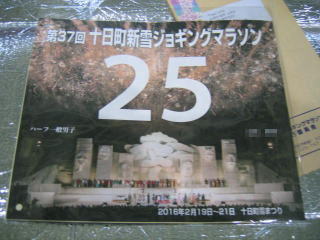 第37回 十日町新雪ジョギングマラソン
25
ハーフ一般男子
2016年2月19日~21日 十日町雪まつり